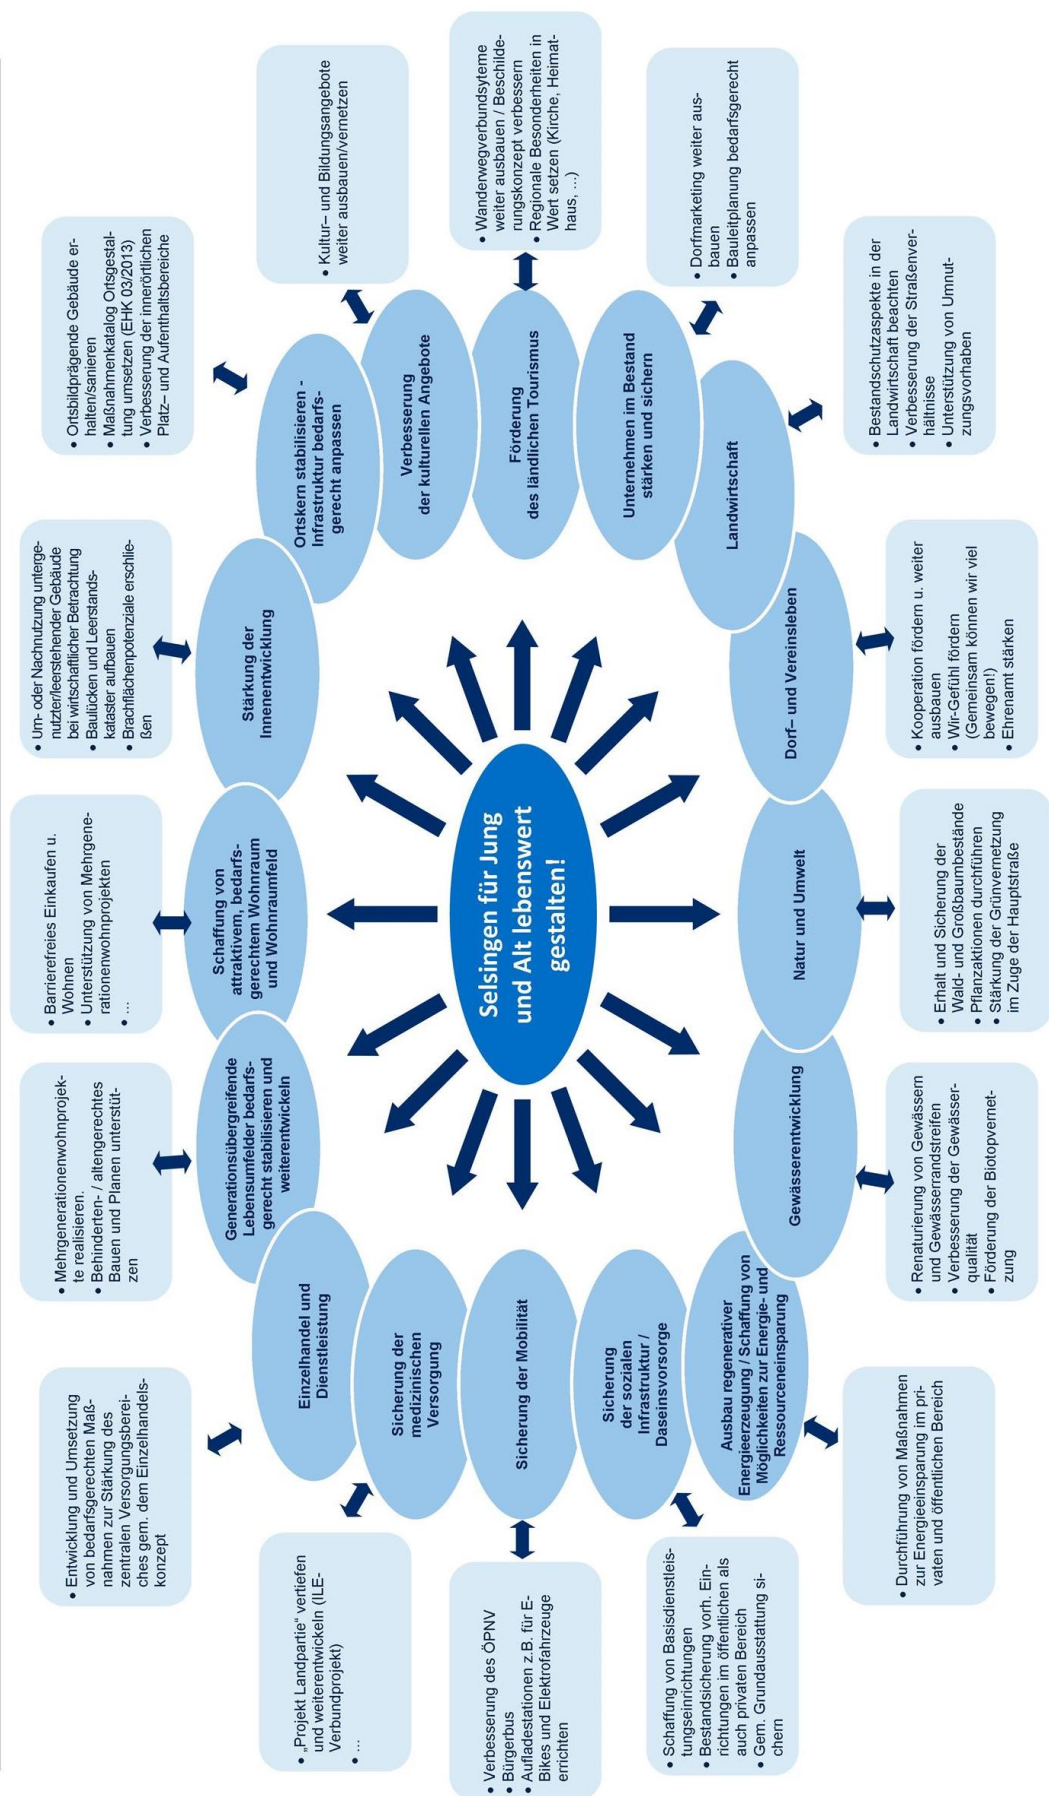 Selsingen für Jung
und Alt lebenswert
gestalten!
Schaffung von
attraktivem, bedarfs-
gerechtem Wohnraum
und Wohnraumfeld
• Barrierefreies Einkaufen u.
Wohnen
• Unterstützung von Mehrgene-
rationenwohnprojekten
• ...
Stärkung der
Innenentwicklung
• Um- oder Nachnutzung unterge-
nutzter/leerstehender Gebäude
bei wirtschaftlicher Betrachtung
• Baulücken und Leerstands-
kataster aufbauen
• Brachflächenpotenziale erschlie-
ßen
Ortskern stabilisieren -
Infrastruktur bedarfs-
gerecht anpassen
• Ortsbildprägende Gebäude er-
halten/sanieren
• Maßnahmenkatalog Ortsgestal-
tung umsetzen (EHK 03/2013)
• Verbesserung der innerörtlichen
Platz– und Aufenthaltsbereiche
Verbesserung
der kulturellen Angebote
• Kultur– und Bildungsangebote
weiter ausbauen/vernetzen
Förderung
des ländlichen Tourismus
• Wanderwegverbundsyteme
weiter ausbauen / Beschilde-
rungskonzept verbessern
• Regionale Besonderheiten in
Wert setzen (Kirche, Heimat-
haus, ...)
Unternehmen im Bestand
stärken und sichern
• Dorfmarketing weiter aus-
bauen
• Bauleitplanung bedarfsgerecht
anpassen
Landwirtschaft
• Bestandschutzaspekte in der
Landwirtschaft beachten
• Verbesserung der Straßenver-
hältnisse
• Unterstützung von Umnut-
zungsvorhaben
Dorf– und Vereinsleben
• Kooperation fördern u. weiter
ausbauen
• Wir-Gefühl fördern
(Gemeinsam können wir viel
bewegen!)
• Ehrenamt stärken
Natur und Umwelt
• Erhalt und Sicherung der
Wald- und Großbaumbestände
• Pflanzaktionen durchführen
• Stärkung der Grünvernetzung
im Zuge der Hauptstraße
Gewässerentwicklung
• Renaturierung von Gewässern
und Gewässerrandstreifen
• Verbesserung der Gewässer-
qualität
• Förderung der Biotopvernet-
zung
Ausbau regenerativer
Energieerzeugung / Schaffung von
Möglichkeiten zur Energie- und
Ressourceneinsparung
• Durchführung von Maßnahmen
zur Energieeinsparung im pri-
vaten und öffentlichen Bereich
Sicherung
der sozialen
Infrastruktur /
Daseinsvorsorge
• Schaffung von Basisdienstleis-
tungseinrichtungen
• Bestandsicherung vorh. Ein-
richtungen im öffentlichen als
auch privaten Bereich
• Gem. Grundausstattung si-
chern
Sicherung der Mobilität
• Verbesserung des ÖPNV
• Bürgerbus
• Aufladestationen z.B. für E-
Bikes und Elektrofahrzeuge
errichten
Sicherung der
medizinischen
Versorgung
• „Projekt Landpartie“ vertiefen
und weiterentwickeln (ILE-
Verbundprojekt)
• ...
Einzelhandel und
Dienstleistung
• Entwicklung und Umsetzung
von bedarfsgerechten Maß-
nahmen zur Stärkung des
zentralen Versorgungsberei-
ches gem. dem Einzelhandels-
konzept
Generationsübergreifende
Lebensumfelder bedarfs-
gerecht stabilisieren und
weiterentwickeln
• Mehrgenerationenwohnprojek-
te realisieren.
• Behinderten- / altengerechtes
Bauen und Planen unterstüt-
zen